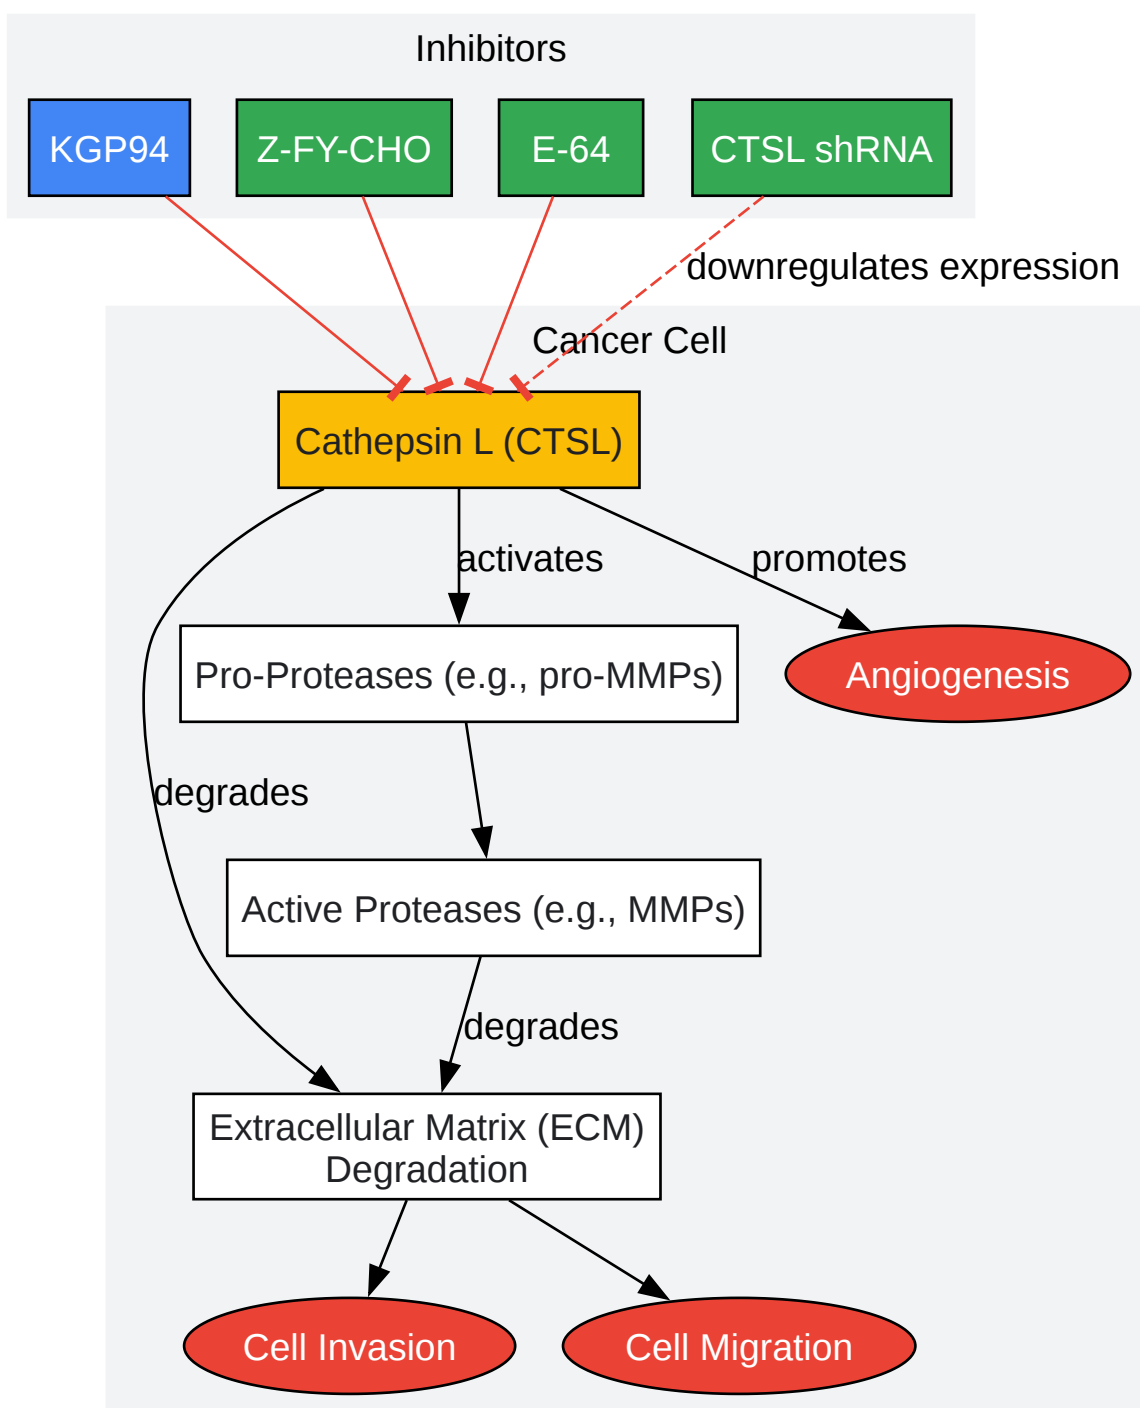 Inhibitors
KGP94
Z-FY-CHO
E-64
CTSL shRNA
downregulates expression
Cancer Cell
Cathepsin L (CTSL)
activates
promotes
Pro-Proteases (e.g., pro-MMPs)
Angiogenesis
degrades
Active Proteases (e.g., MMPs)
degrades
Extracellular Matrix (ECM)
Degradation
Cell Invasion
Cell Migration